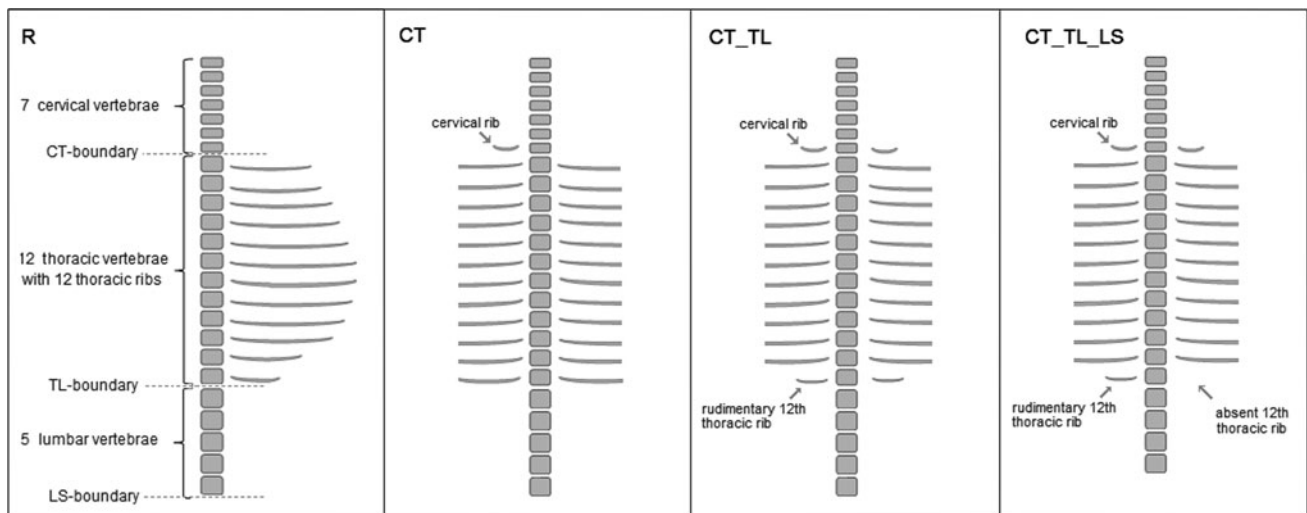 R
7 cervical vertebrae
CT-boundary
12 thoracic vertebrae
with 12 thoracic ribs
TL-boundary
5 lumbar vertebrae
LS-boundary
CT
cervical rib
CT_TL
cervical rib
rudimentary 12th
thoracic rib
CT_TL_LS
cervical rib
rudimentary 12th
thoracic rib
absent 12th
thoracic rib